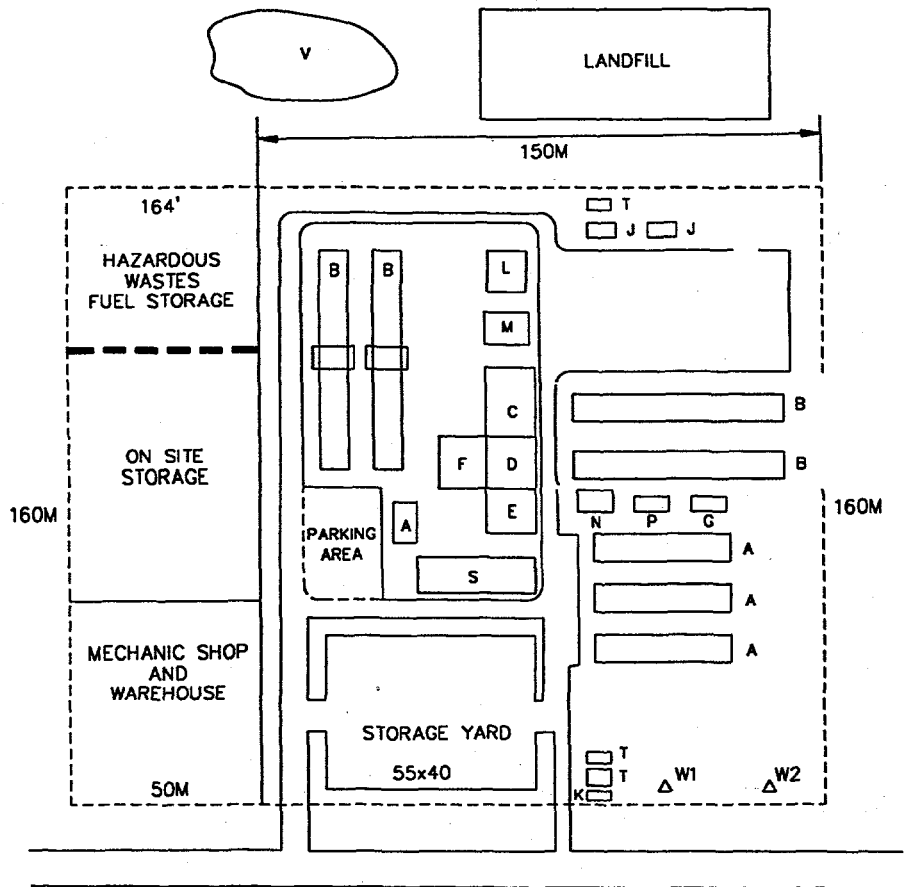 V
LANDFILL
150M
164'
T
J
J
HAZARDOUS
WASTES
FUEL STORAGE
B
B
L
M
C
B
F
D
B
ON SITE
STORAGE
160M
160M
E
N
P
G
A
PARKING
AREA
A
S
A
A
MECHANIC SHOP
AND
WAREHOUSE
STORAGE YARD
55x40
50M
T
T
K
W1
W2